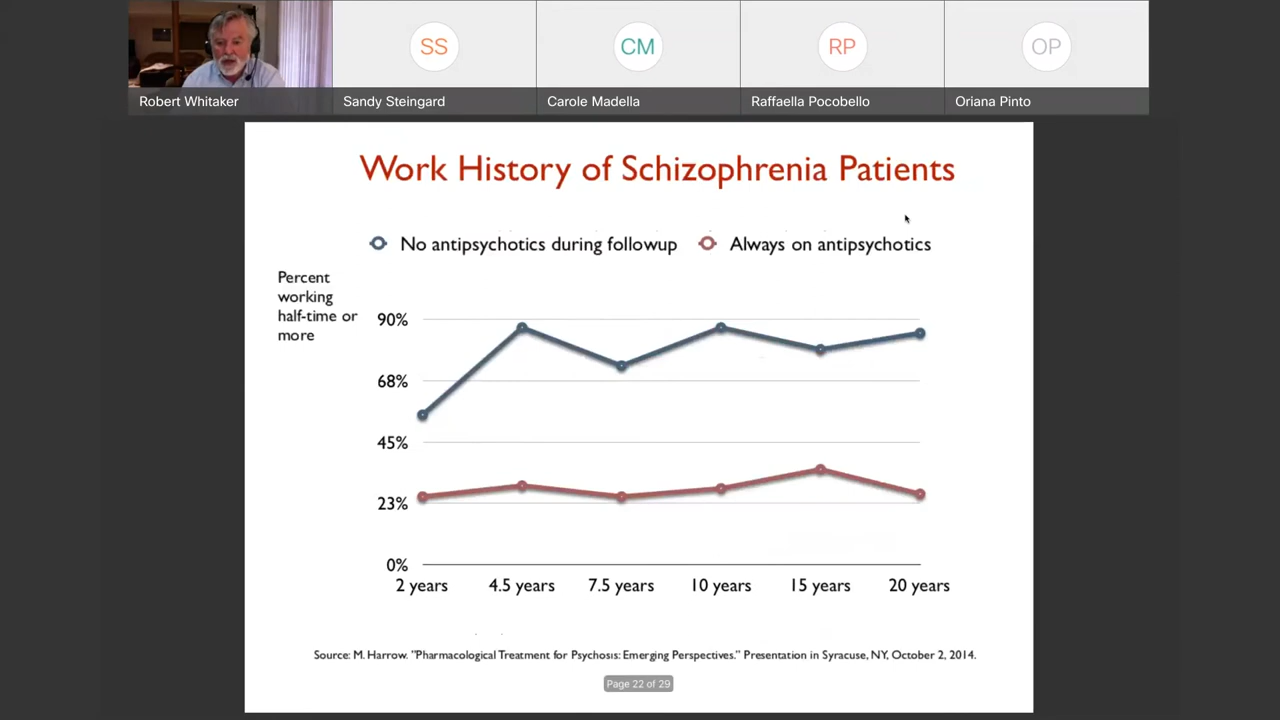 SS
CM
RP
OP
Robert Whitaker
Sandy Steingard
Carole Madella
Raffaella Pocobello
Oriana Pinto
Work History of Schizophrenia Patients
No antipsychotics during followup
Always on antipsychotics
Percent
working
half-time or
more
90%
68%
45%
23%
0%
2 years
4.5 years
7.5 years
10 years
15 years
20 years
Source: M. Harrow. "Pharmacological Treatment for Psychosis: Emerging Perspectives." Presentation in Syracuse, NY, October 2, 2014.
Page 22 of 29